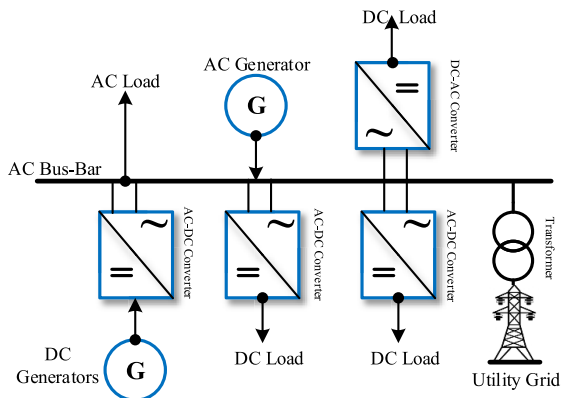 DC Load
AC Generator
DC-AC Converter
AC Load
G
AC Bus-Bar
AC-DC Converter
AC-DC Converter
AC-DC Converter
Transformer
DC
Generators
G
DC Load
DC Load
Utility Grid